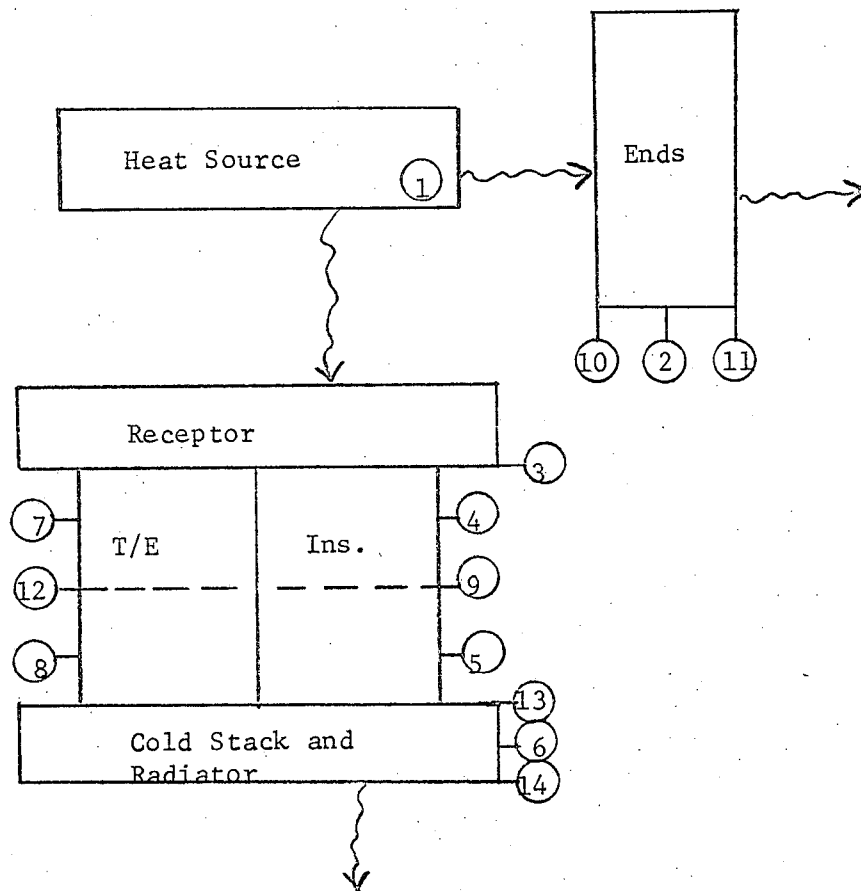 Heat Source
1
Ends
10
2
11
Receptor
3
7
4
T/E
Ins.
12
9
8
5
13
Cold Stack and
6
Radiator
14